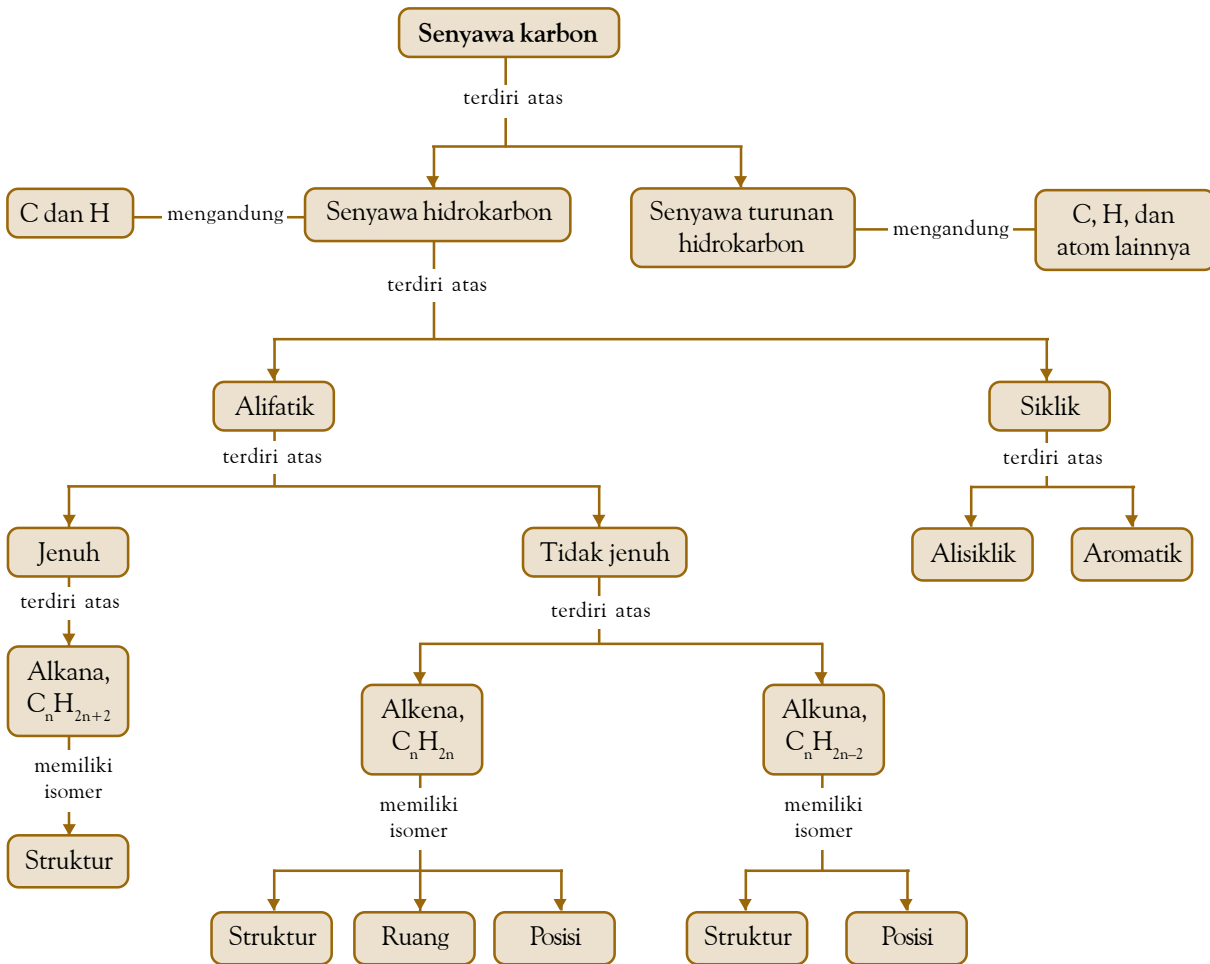 Senyawa karbon
terdiri atas
C dan H
mengandung
Senyawa hidrokarbon
Senyawa turunan
hidrokarbon
mengandung
C, H, dan
atom lainnya
terdiri atas
Alifatik
Siklik
terdiri atas
terdiri atas
Jenuh
Tidak jenuh
Alisiklik
Aromatik
terdiri atas
terdiri atas
Alkana,
CₙH₂ₙ₊₂
Alkena,
CₙH₂ₙ
Alkuna,
CₙH₂ₙ₋₂
memiliki
isomer
memiliki
isomer
memiliki
isomer
Struktur
Struktur
Ruang
Posisi
Struktur
Posisi